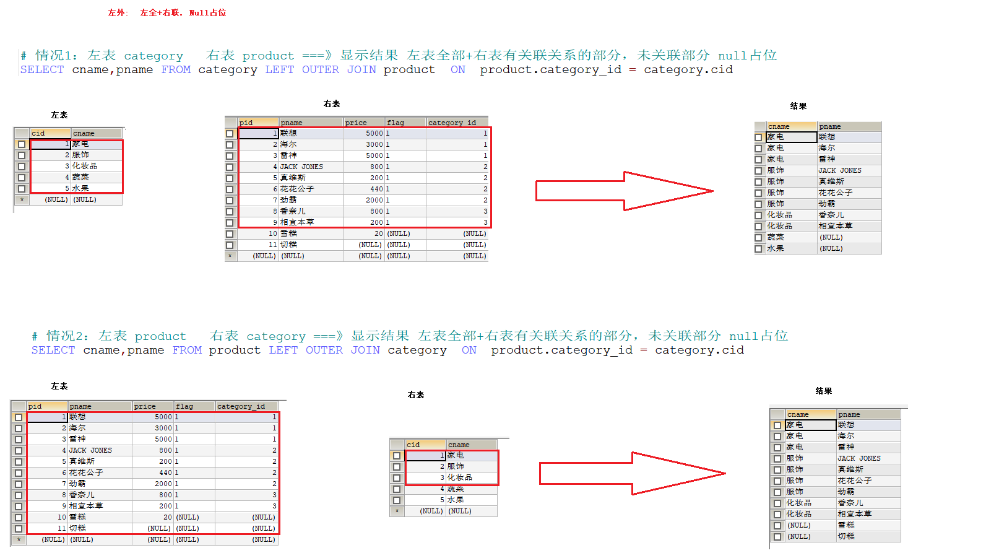 左外: 左全+右联. Null占位
# 情况1: 左表 category 右表 product ===》显示结果 左表全部+右表有关联关系的部分，未关联部分 null占位
SELECT cname,pname FROM category LEFT OUTER JOIN product ON product.category_id = category.cid
左表
右表
结果
cid cname
1 家电
2 服饰
3 化妆品
4 蔬菜
5 水果
* (NULL) (NULL)
pid pname price flag category_id
1 联想 5000 1 1
2 海尔 3000 1 1
3 雷神 5000 1 1
4 JACK JONES 800 1 2
5 真维斯 200 1 2
6 花花公子 440 1 2
7 劲霸 2000 1 2
8 香奈儿 800 1 3
9 相宜本草 200 1 3
10 雪糕 20 (NULL) (NULL)
11 切糕 (NULL) (NULL) (NULL)
* (NULL) (NULL) (NULL) (NULL) (NULL)
cname pname
家电 联想
家电 海尔
家电 雷神
服饰 JACK JONES
服饰 真维斯
服饰 花花公子
服饰 劲霸
化妆品 香奈儿
化妆品 相宜本草
蔬菜 (NULL)
水果 (NULL)
# 情况2: 左表 product 右表 category ===》显示结果 左表全部+右表有关联关系的部分，未关联部分 null占位
SELECT cname,pname FROM product LEFT OUTER JOIN category ON product.category_id = category.cid
左表
右表
结果
pid pname price flag category_id
1 联想 5000 1 1
2 海尔 3000 1 1
3 雷神 5000 1 1
4 JACK JONES 800 1 2
5 真维斯 200 1 2
6 花花公子 440 1 2
7 劲霸 2000 1 2
8 香奈儿 800 1 3
9 相宜本草 200 1 3
10 雪糕 20 (NULL) (NULL)
11 切糕 (NULL) (NULL) (NULL)
* (NULL) (NULL) (NULL) (NULL) (NULL)
cid cname
1 家电
2 服饰
3 化妆品
4 蔬菜
5 水果
* (NULL) (NULL)
cname pname
家电 联想
家电 海尔
家电 雷神
服饰 JACK JONES
服饰 真维斯
服饰 花花公子
服饰 劲霸
化妆品 香奈儿
化妆品 相宜本草
(NULL) 雪糕
(NULL) 切糕